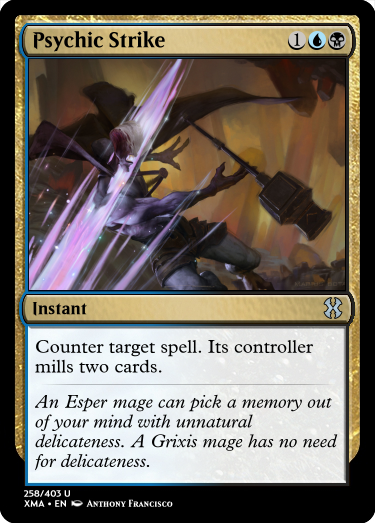 Psychic Strike 1
Instant
Counter target spell. Its controller
mills two cards.
An Esper mage can pick a memory out
of your mind with unnatural
delicateness. A Grixis mage has no need
for delicateness.
258/403 U
XMA • EN Anthony Francisco